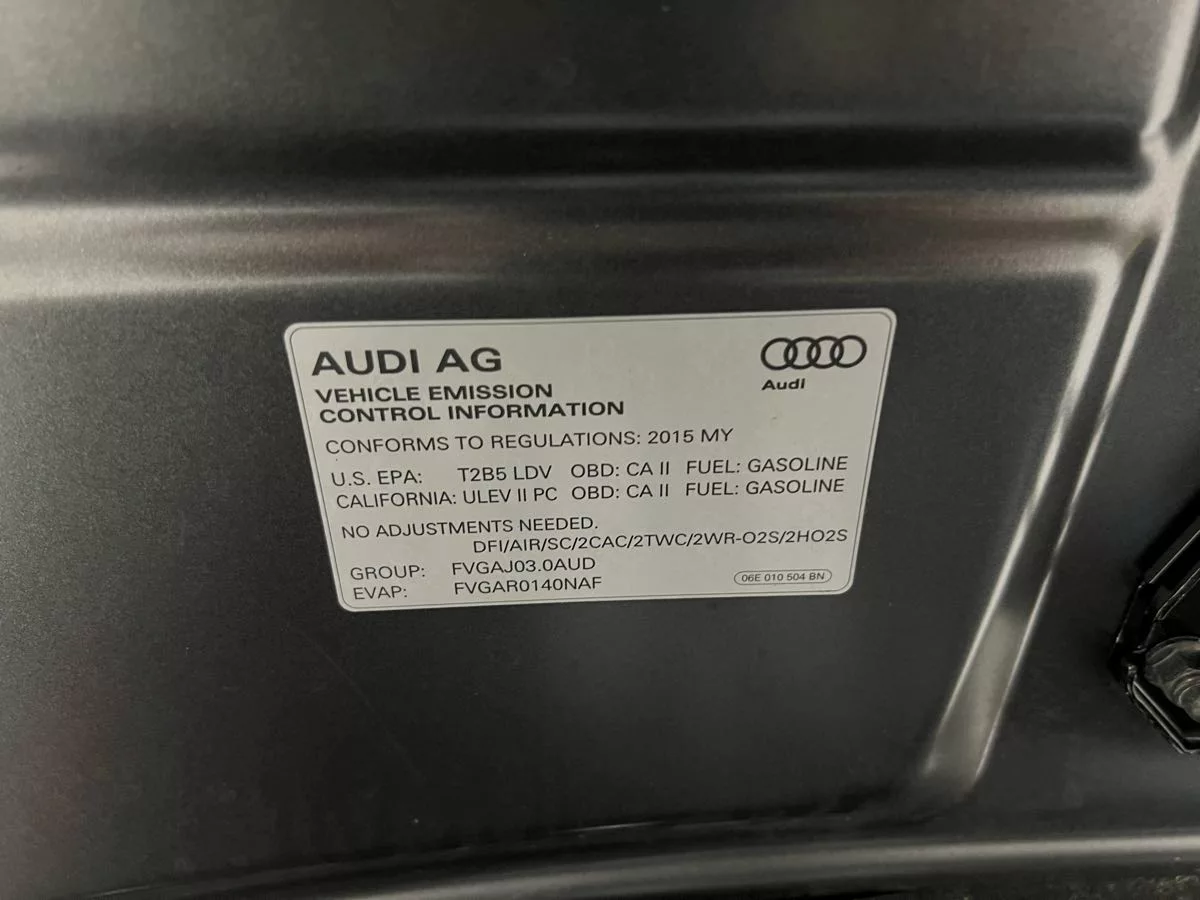 AUDI AG
Audi
VEHICLE EMISSION
CONTROL INFORMATION
CONFORMS TO REGULATIONS: 2015 MY
U.S. EPA: T2B5 LDV OBD: CA II FUEL: GASOLINE
CALIFORNIA: ULEV II PC OBD: CA II FUEL: GASOLINE
NO ADJUSTMENTS NEEDED.
DFI/AIR/SC/2CAC/2TWC/2WR-O2S/2HO2S
GROUP: FVGAJ03.0AUD
EVAP: FVGAR0140NAF
06E 010 504 BN